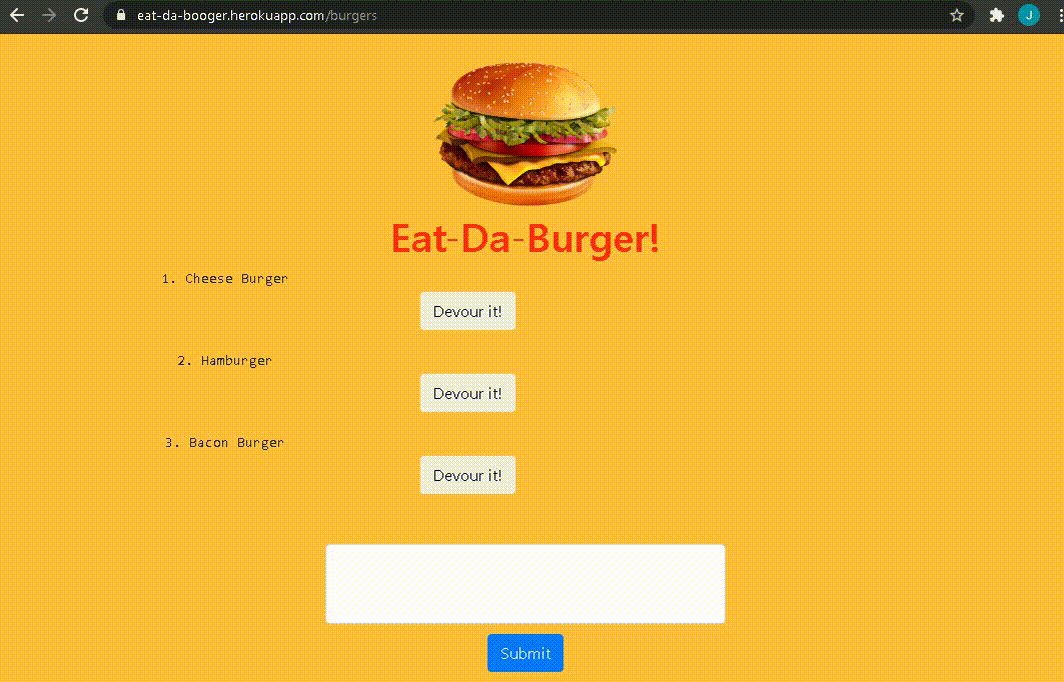 eat-da-booger.herokuapp.com/burgers
J
Eat-Da-Burger!
1. Cheese Burger
Devour it!
2. Hamburger
Devour it!
3. Bacon Burger
Devour it!
Submit